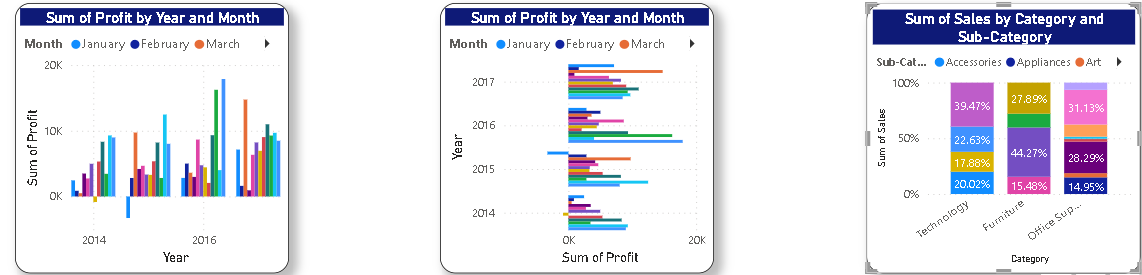 Sum of Profit by Year and Month
Month January February March
20K
10K
0K
Sum of Profit
2014 2016
Year
Sum of Profit by Year and Month
Month January February March
2017
2016
2015
2014
Year
0K 20K
Sum of Profit
Sum of Sales by Category and
Sub-Category
Sub-Cat... Accessories Appliances Art
100%
50%
0%
Sum of Sales
39.47% 27.89% 31.13%
22.63% 44.27% 28.29%
17.88%
20.02% 15.48% 14.95%
Technology Furniture Office Sup...
Category